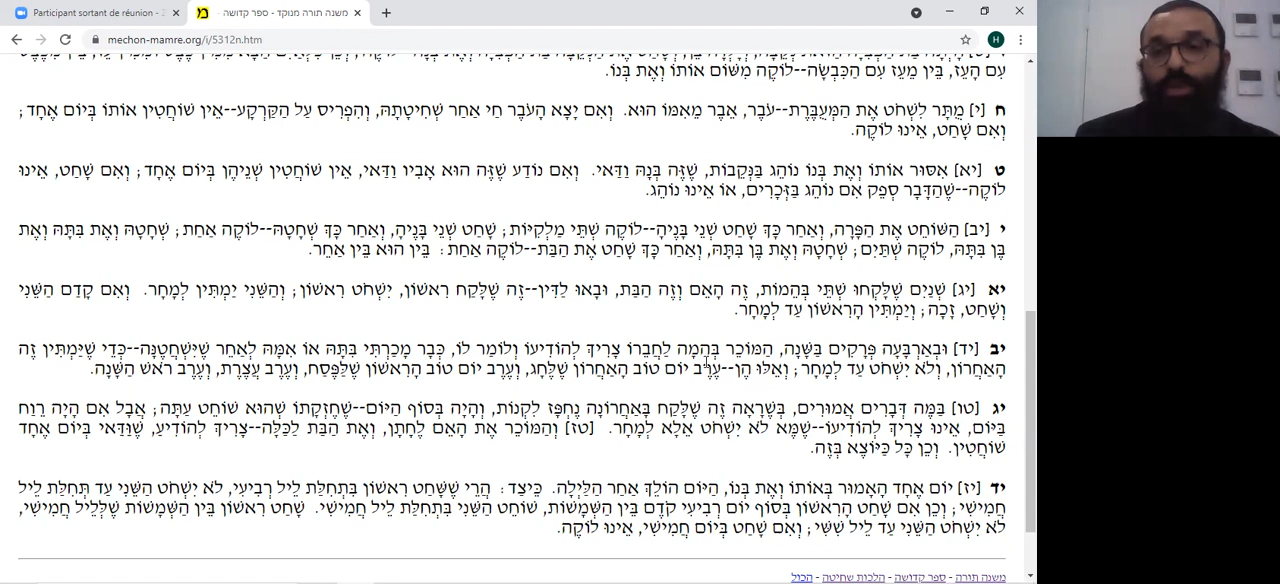 Participant sortant de réunion - Z
משנה תורה מנוקד - ספר קדושה
mechon-mamre.org/i/5312n.htm
H
עִם הָעֵז, בֵּין מֵעֵז עִם הַכִּבְשָׂה--לוֹקֶה מִשּׁוּם אוֹתוֹ וְאֶת בְּנוֹ.
ח [י] מֻתָּר לִשְׁחֹט אֶת הַמְּעֻבֶּרֶת--עֹבֶר, אֵבֶר מֵאִמּוֹ הוּא. וְאִם יָצָא הָעֹבֶר חַי אַחַר שְׁחִיטָתָהּ, וְהִפְרִיס עַל הַקַּרְקָע--אֵין שׁוֹחֲטִין אוֹתוֹ בְּיוֹם אֶחָד;
וְאִם שָׁחַט, אֵינוּ לוֹקֶה.
ט [יא] אִסּוּר אוֹתוֹ וְאֶת בְּנוֹ נוֹהֵג בַּנְּקֵבוֹת, שֶׁזֶּה בְּנָהּ וַדַּאי. וְאִם נוֹדַע שֶׁזֶּה הוּא אָבִיו וַדַּאי, אֵין שׁוֹחֲטִין שְׁנֵיהֶן בְּיוֹם אֶחָד; וְאִם שָׁחַט, אֵינוּ
לוֹקֶה--שֶׁהַדָּבָר סְפֵק אִם נוֹהֵג בַּזְּכָרִים, אוֹ אֵינוּ נוֹהֵג.
י [יב] הַשּׁוֹחֵט אֶת הַפָּרָה, וְאַחַר כָּךְ שָׁחַט שְׁנֵי בָּנֶיהָ--לוֹקֶה שְׁתֵּי מַלְקִיּוֹת; שָׁחַט שְׁנֵי בָּנֶיהָ, וְאַחַר כָּךְ שְׁחָטָהּ--לוֹקֶה אַחַת; שְׁחָטָהּ וְאֶת בִּתָּהּ וְאֶת
בֶּן בִּתָּהּ, לוֹקֶה שְׁתַּיִם; שְׁחָטָהּ וְאֶת בֶּן בִּתָּהּ, וְאַחַר כָּךְ שָׁחַט אֶת הַבַּת--לוֹקֶה אַחַת: בֵּין הוּא בֵּין אַחֵר.
יא [יג] שְׁנַיִם שֶׁלָּקְחוּ שְׁתֵּי בְּהֵמוֹת, זֶה הָאֵם וְזֶה הַבַּת, וּבָאוּ לַדִּין--זֶה שֶׁלָּקַח רִאשׁוֹן, יִשְׁחֹט רִאשׁוֹן; וְהַשֵּׁנִי יַמְתִּין לְמָחָר. וְאִם קָדַם הַשֵּׁנִי
וְשָׁחַט, זָכָה; וְיַמְתִּין הָרִאשׁוֹן עַד לְמָחָר.
יב [יד] וּבְאַרְבָּעָה פְּרָקִים בַּשָּׁנָה, הַמּוֹכֵר בְּהֵמָה לַחֲבֵרוֹ צָרִיךְ לְהוֹדִיעוֹ וְלוֹמַר לוֹ, כְּבָר מָכַרְתִּי בִּתָּהּ אוֹ אִמָּהּ לְאַחֵר שֶׁיִּשְׁחֲטֶנָּה--כְּדֵי שֶׁיַּמְתִּין זֶה
הָאַחֲרוֹן, וְלֹא יִשְׁחֹט עַד לְמָחָר; וְאֵלּוּ הֶן--עֶרֶב יוֹם טוֹב הָאַחֲרוֹן שֶׁלֶּחָג, וְעֶרֶב יוֹם טוֹב הָרִאשׁוֹן שֶׁלַּפֶּסַח, וְעֶרֶב עֲצֶרֶת, וְעֶרֶב רֹאשׁ הַשָּׁנָה.
יג [טו] בַּמֶּה דְּבָרִים אֲמוּרִים, בְּשֶׁרָאָה זֶה שֶׁלָּקַח בָּאַחֲרוֹנָה נֶחְפָּז לִקְנוֹת, וְהָיָה בְּסוֹף הַיּוֹם--שֶׁחֶזְקָתוֹ שְׁהוּא שׁוֹחֵט עַתָּה; אֲבָל אִם הָיָה רֵוַח
בַּיּוֹם, אֵינוּ צָרִיךְ לְהוֹדִיעוֹ--שֶׁמֶּא לֹא יִשְׁחֹט אֵלָא לְמָחָר. [טז] וְהַמּוֹכֵר אֶת הָאֵם לֶחָתָן, וְאֶת הַבַּת לַכַּלָּה--צָרִיךְ לְהוֹדִיעַ, שֶׁוַּדַּאי בְּיוֹם אֶחָד
שׁוֹחֲטִין. וְכֵן כָּל כַּיּוֹצֶא בְּזֶה.
יד [יז] יוֹם אֶחָד הָאָמוּר בְּאוֹתוֹ וְאֶת בְּנוֹ, הַיּוֹם הוֹלֵךְ אַחַר הַלַּיְלָה. כֵּיצַד: הֲרֵי שֶׁשָּׁחַט רִאשׁוֹן בִּתְחִלַּת לֵיל רְבִיעִי, לֹא יִשְׁחֹט הַשֵּׁנִי עַד תְּחִלַּת לֵיל
חֲמִישִׁי; וְכֵן אִם שָׁחַט הָרִאשׁוֹן בְּסוֹף יוֹם רְבִיעִי קֹדֶם בֵּין הַשְּׁמָשׁוֹת, שׁוֹחֵט הַשֵּׁנִי בִּתְחִלַּת לֵיל חֲמִישִׁי. שָׁחַט רִאשׁוֹן בֵּין הַשְּׁמָשׁוֹת שֶׁלְּלֵיל חֲמִישִׁי,
לֹא יִשְׁחֹט הַשֵּׁנִי עַד לֵיל שִׁשִּׁי; וְאִם שָׁחַט בְּיוֹם חֲמִישִׁי, אֵינוּ לוֹקֶה.
משנה תורה - ספר קדושה - הלכות שחיטה - הכול